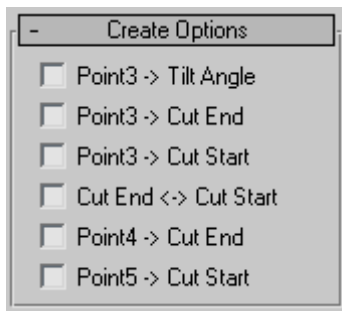 - Create Options
Point3 -> Tilt Angle
Point3 -> Cut End
Point3 -> Cut Start
Cut End <-> Cut Start
Point4 -> Cut End
Point5 -> Cut Start